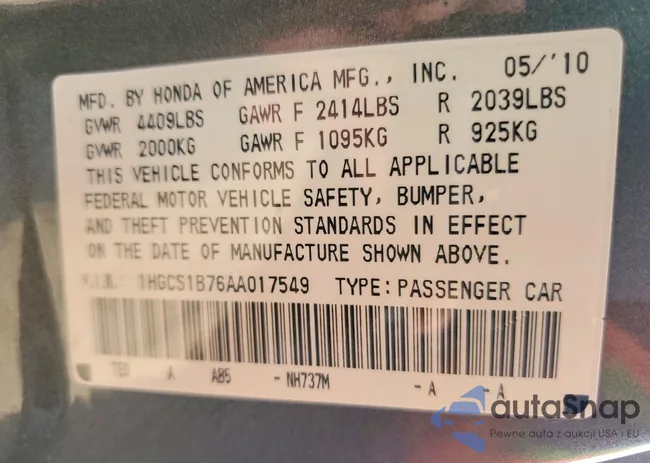 MFD. BY HONDA OF AMERICA MFG., INC. 05/'10
GVWR 4409LBS GAWR F 2414LBS R 2039LBS
GVWR 2000KG GAWR F 1095KG R 925KG
THIS VEHICLE CONFORMS TO ALL APPLICABLE
FEDERAL MOTOR VEHICLE SAFETY, BUMPER,
AND THEFT PREVENTION STANDARDS IN EFFECT
ON THE DATE OF MANUFACTURE SHOWN ABOVE.
V.I.N.: 1HGCS1B76AA017549 TYPE: PASSENGER CAR
A AB5 - NH737M - A - A
autaSnap
Pewne auta z aukcji USA i EU